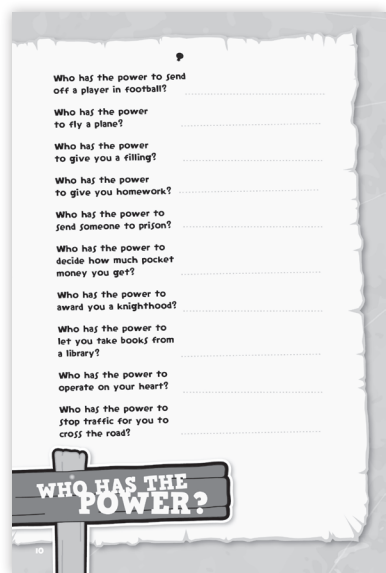 ?
Who has the power to send
off a player in football?
Who has the power
to fly a plane?
Who has the power
to give you a filling?
Who has the power
to give you homework?
Who has the power to
send someone to prison?
Who has the power to
decide how much pocket
money you get?
Who has the power to
award you a knighthood?
Who has the power to
let you take books from
a library?
Who has the power to
operate on your heart?
Who has the power to
stop traffic for you to
cross the road?
WHO HAS THE
POWER?
10